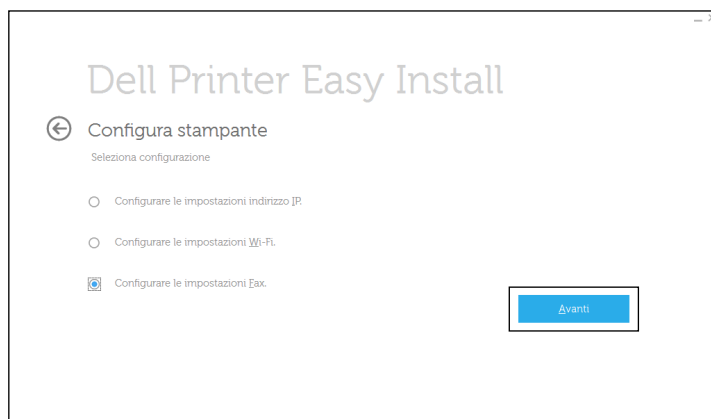 Dell Printer Easy Install
Configura stampante
Seleziona configurazione
Configurare le impostazioni indirizzo IP.
Configurare le impostazioni Wi-Fi.
Configurare le impostazioni Fax.
Avanti